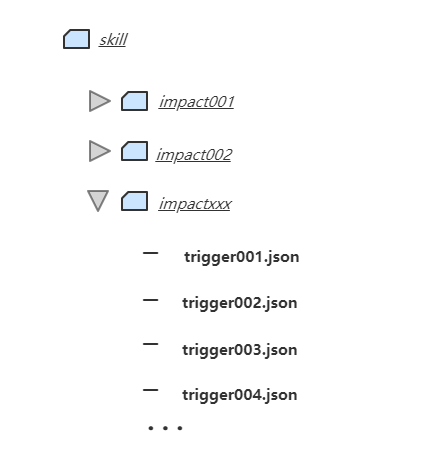 skill
impact001
impact002
impactxxx
trigger001.json
trigger002.json
trigger003.json
trigger004.json
...